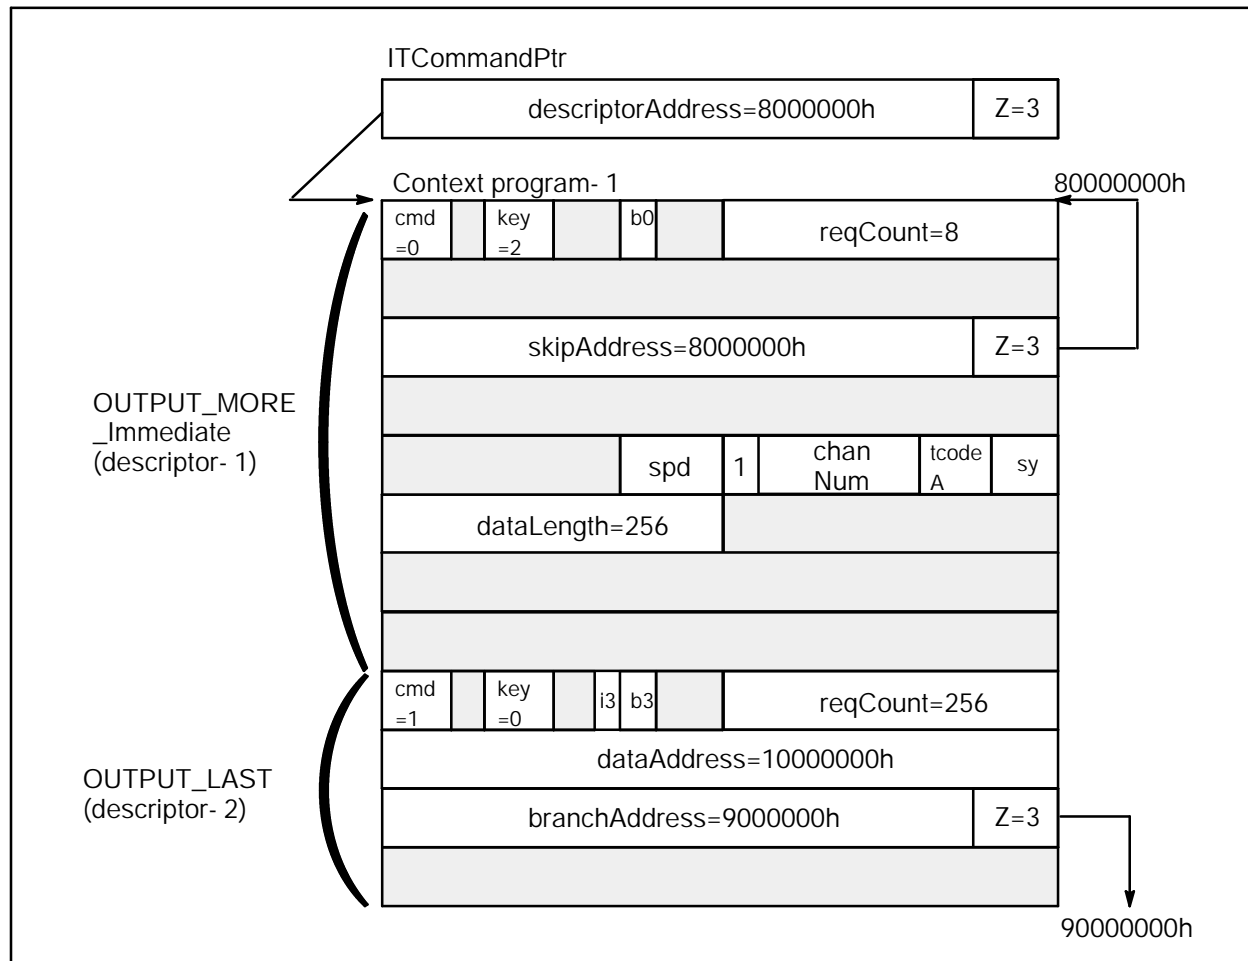 ITCommandPtr
descriptorAddress=8000000h Z=3
Context program- 1 80000000h
cmd =0 key =2 b0 reqCount=8
skipAddress=8000000h Z=3
OUTPUT_MORE
_Immediate
(descriptor- 1)
spd 1 chan Num tcode A sy
dataLength=256
cmd =1 key =0 i3 b3 reqCount=256
dataAddress=10000000h
OUTPUT_LAST
(descriptor- 2)
branchAddress=9000000h Z=3
90000000h